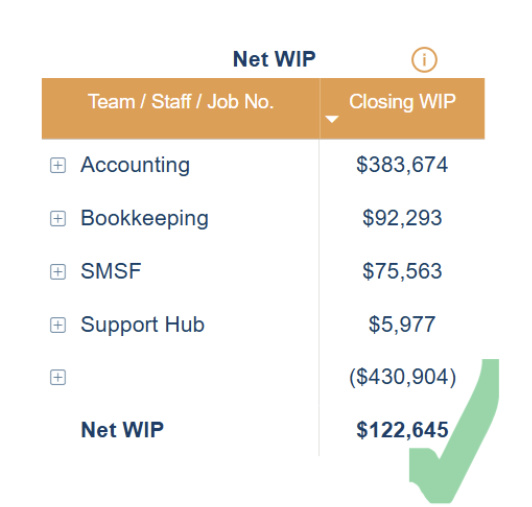 Net WIP
Team / Staff / Job No. Closing WIP
Accounting $383,674
Bookkeeping $92,293
SMSF $75,563
Support Hub $5,977
($430,904)
Net WIP $122,645